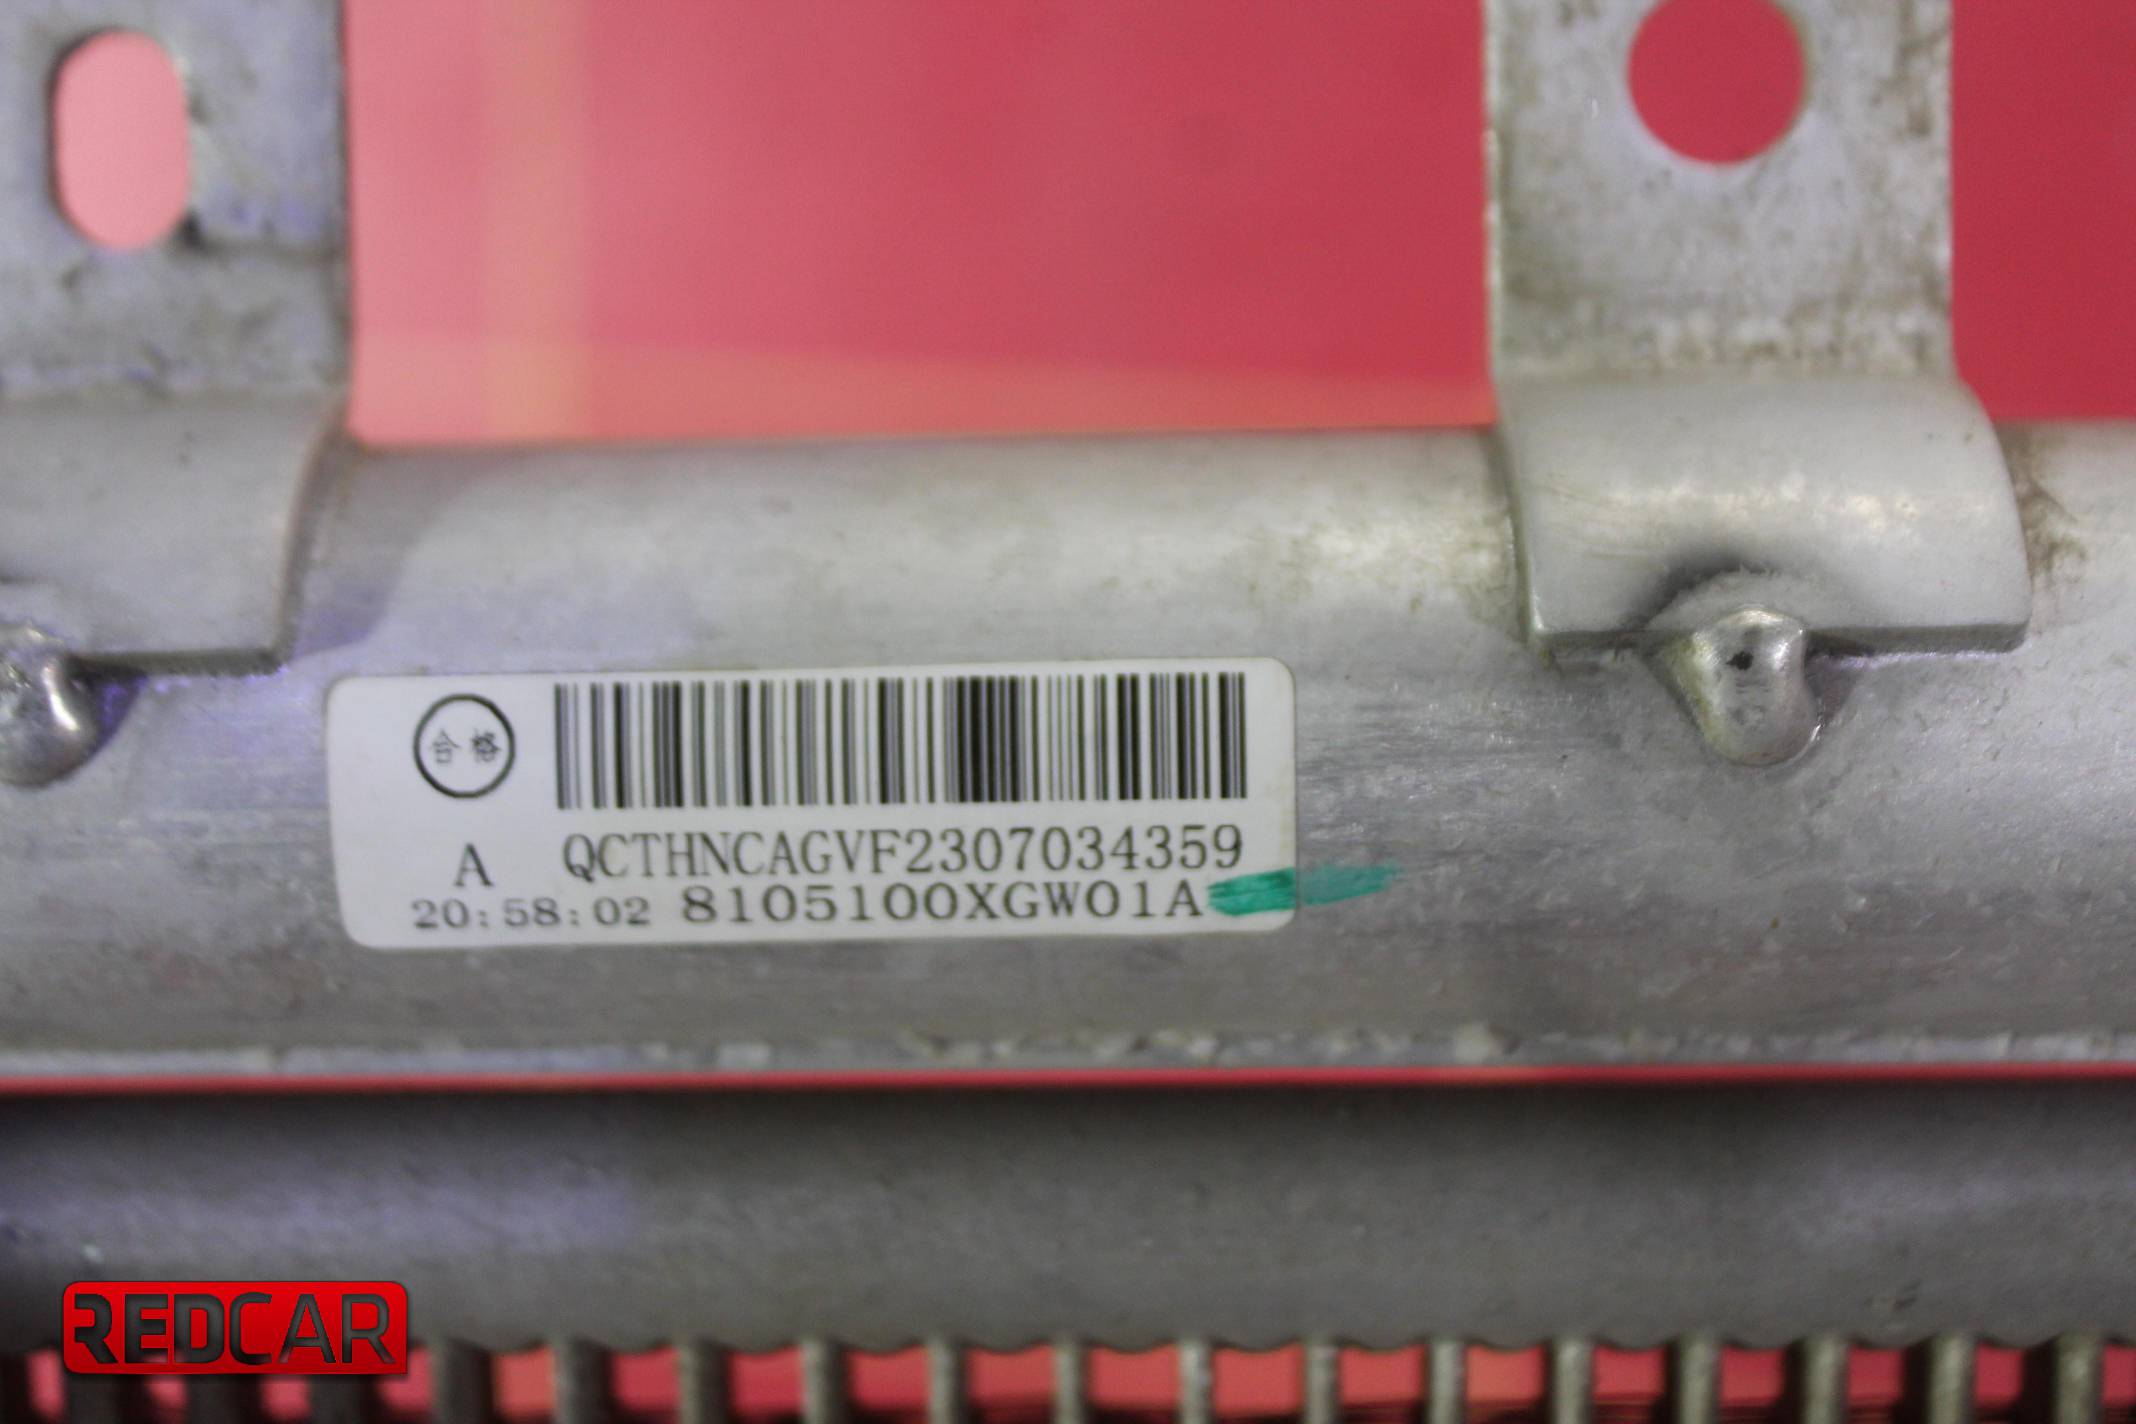 合格
A QCTHNCAGVF2307034359
20:58:02 8105100XGW01A
REDCAR